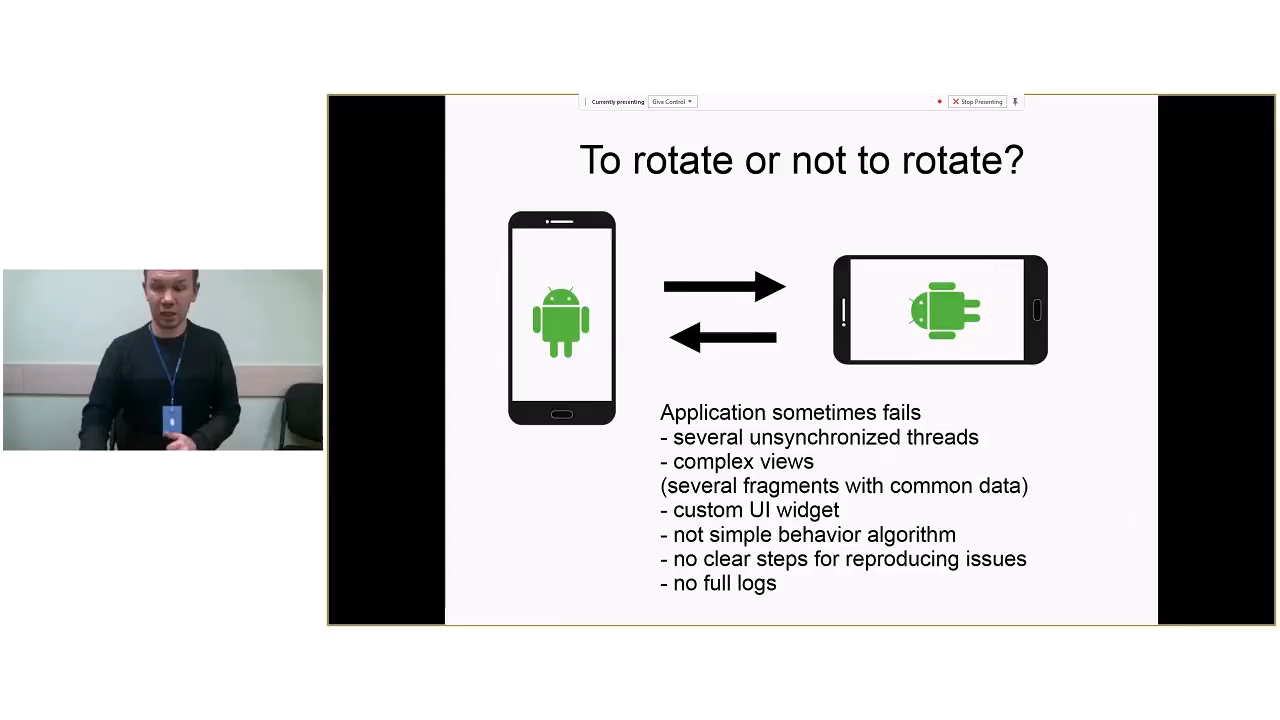 Currently presenting
Give Control
Stop Presenting
To rotate or not to rotate?
Application sometimes fails
- several unsynchronized threads
- complex views
(several fragments with common data)
- custom UI widget
- not simple behavior algorithm
- no clear steps for reproducing issues
- no full logs